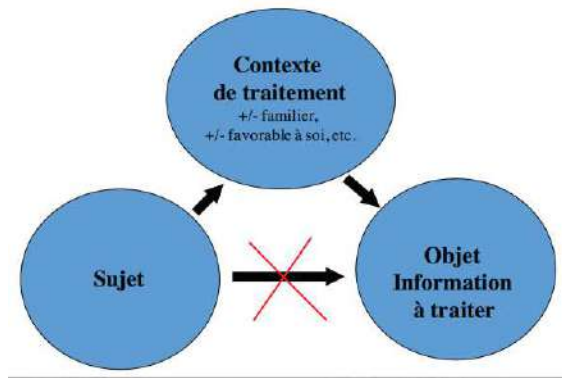 Contexte
de traitement
+/- familier,
+/- favorable à soi, etc.
Sujet
Objet
Information
à traiter